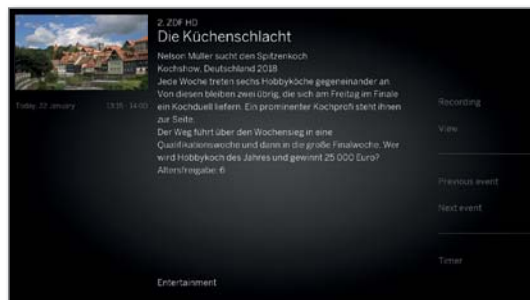 2. ZDF HD
Die Küchenschlacht
Nelson Müller sucht den Spitzenkoch
Kochshow, Deutschland 2018
Jede Woche treten sechs Hobbyköche gegeneinander an.
Von diesen bleiben zwei übrig, die sich am Freitag im Finale
ein Kochduell liefern. Ein prominenter Kochprofi steht ihnen
zur Seite.
Der Weg führt über den Wochensieg in eine
Qualifikationswoche und dann in die große Finalwoche. Wer
wird Hobbykoch des Jahres und gewinnt 25 000 Euro?
Altersfreigabe: 6
Today, 22. January 13:15 - 14:00
Entertainment
Recording
View
Previous event
Next event
Timer